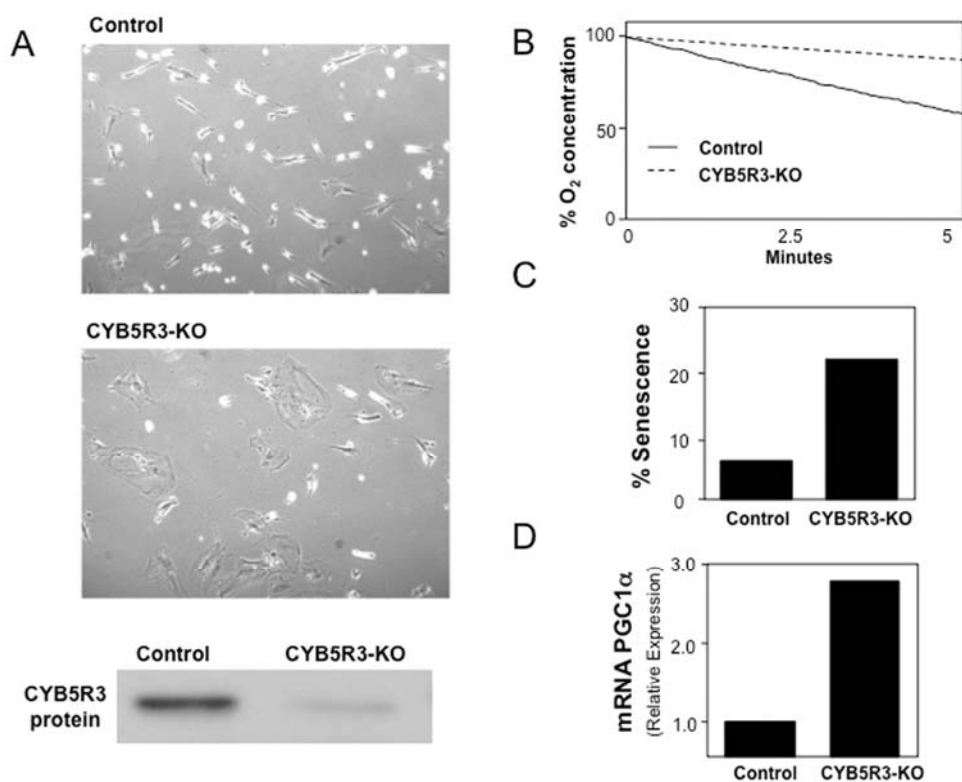 A
Control
CYB5R3-KO
Control CYB5R3-KO
CYB5R3
protein
B
100
50
0
% O₂ concentration
Control
CYB5R3-KO
0 2.5 5
Minutes
C
30
20
10
0
% Senescence
Control CYB5R3-KO
D
3.0
2.0
1.0
mRNA PGC1α
(Relative Expression)
Control CYB5R3-KO